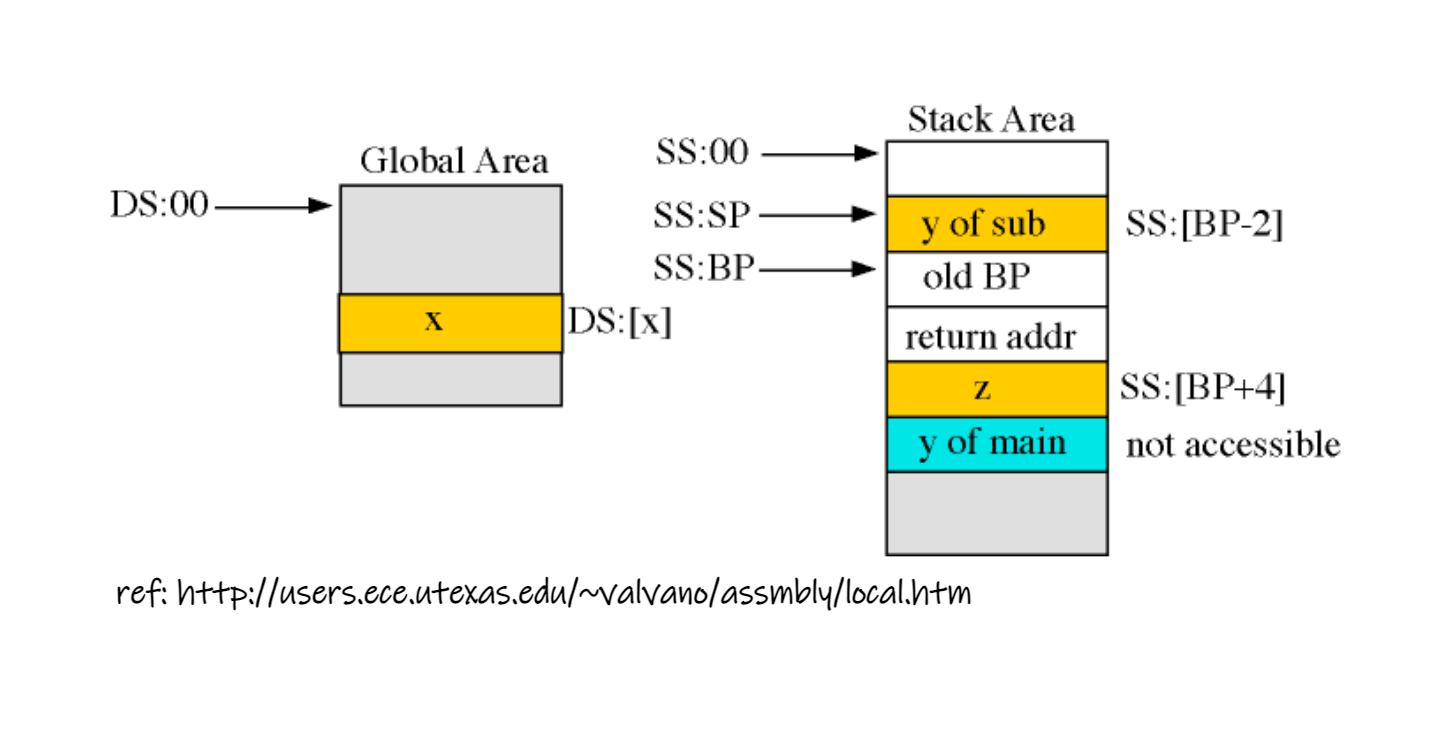 Stack Area
Global Area
SS:00
DS:00
SS:SP
y of sub
SS:[BP-2]
SS:BP
old BP
x
DS:[x]
return addr
z
SS:[BP+4]
y of main
not accessible
ref: http://users.ece.utexas.edu/~valvano/assmbly/local.htm